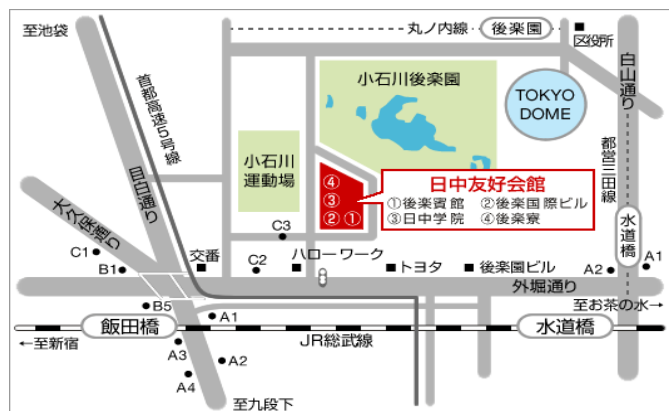 至池袋
丸ノ内線
後楽園
区役所
白山通り
首都高速5号線
小石川後楽園
TOKYO
DOME
都営三田線
目白通り
小石川
運動場
④
③
② ①
日中友好会館
①後楽賓館 ②後楽国際ビル
③日中学院 ④後楽寮
大久保通り
C3
水道橋
C1
B1
交番
C2
ハローワーク
トヨタ
後楽園ビル
A2
A1
外堀通り
B5
A1
至お茶の水→
飯田橋
水道橋
←至新宿
JR総武線
A3
A2
A4
至九段下